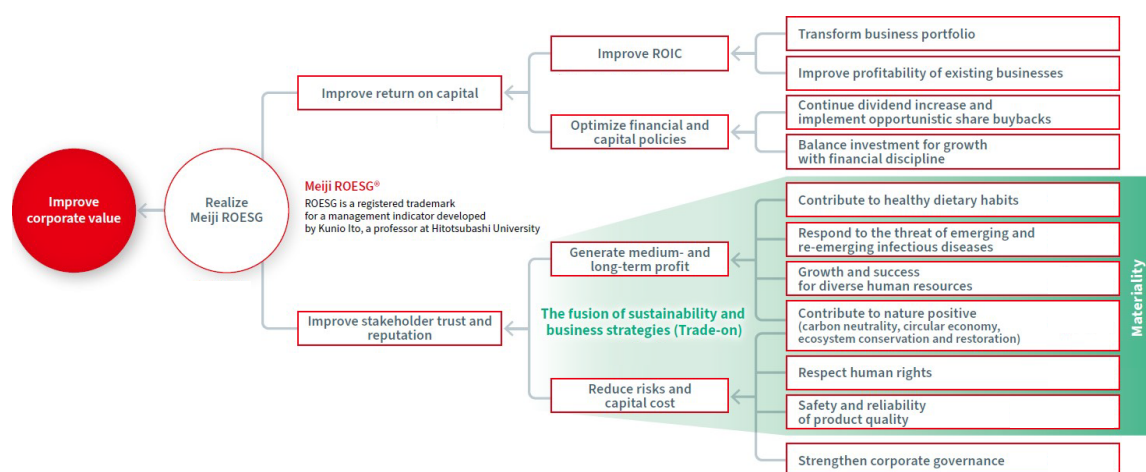 Improve
corporate value
Realize
Meiji ROESG
Meiji ROESG®
ROESG is a registered trademark
for a management indicator developed
by Kunio Ito, a professor at Hitotsubashi University
Improve return on capital
Improve stakeholder trust and
reputation
Improve ROIC
Optimize financial and
capital policies
Generate medium- and
long-term profit
The fusion of sustainability and
business strategies (Trade-on)
Reduce risks and
capital cost
Transform business portfolio
Improve profitability of existing businesses
Continue dividend increase and
implement opportunistic share buybacks
Balance investment for growth
with financial discipline
Contribute to healthy dietary habits
Respond to the threat of emerging and
re-emerging infectious diseases
Growth and success
for diverse human resources
Contribute to nature positive
(carbon neutrality, circular economy,
ecosystem conservation and restoration)
Respect human rights
Safety and reliability
of product quality
Strengthen corporate governance
Materiality